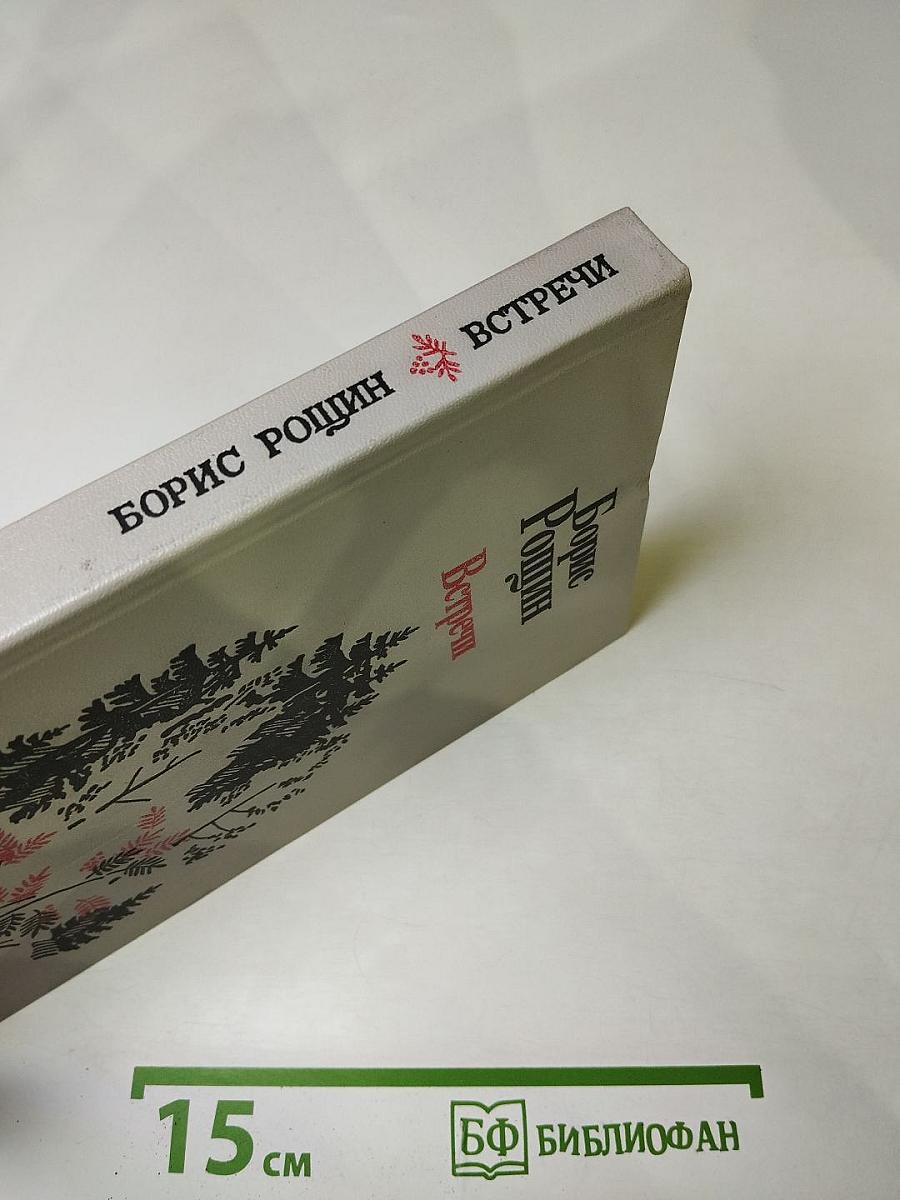 БОРИС РОЩИН ВСТРЕЧИ
Борис
Рощин
Встречи
15 см
БФ БИБЛИОФАН